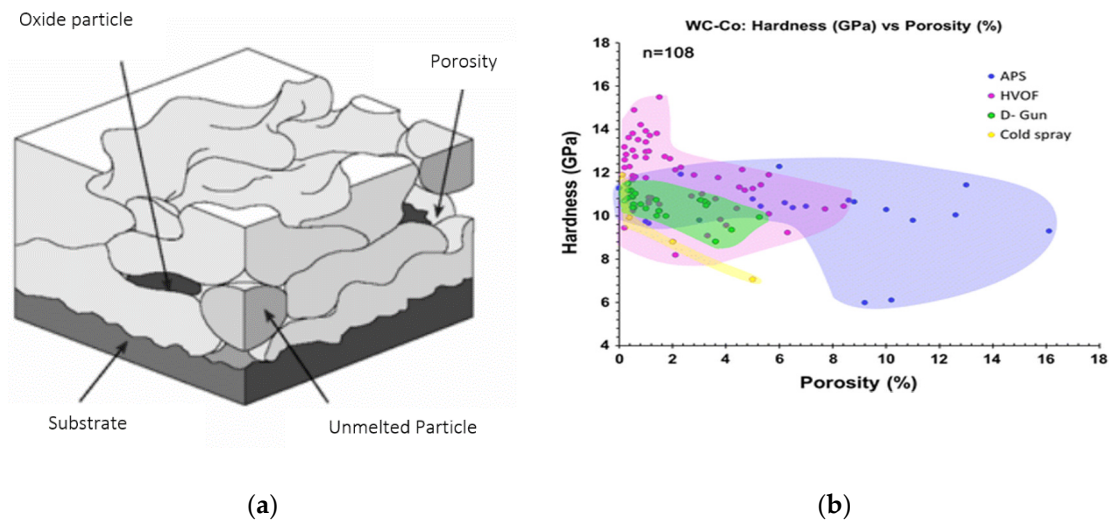 Oxide particle
Porosity
Substrate
Unmelted Particle
(a)
WC-Co: Hardness (GPa) vs Porosity (%)
n=108
APS
HVOF
D- Gun
Cold spray
Hardness (GPa)
18
16
14
12
10
8
6
4
0 2 4 6 8 10 12 14 16 18
Porosity (%)
(b)